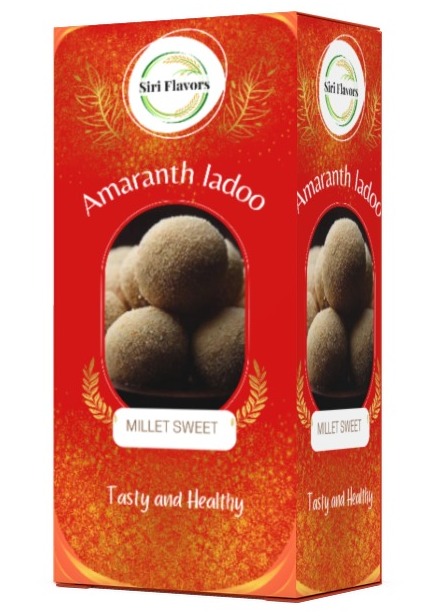 Siri Flavors
Amaranth ladoo
MILLET SWEET
Tasty and Healthy
Siri Flavors
Amaranth ladoo
MILLET SWEET
Tasty and Healthy